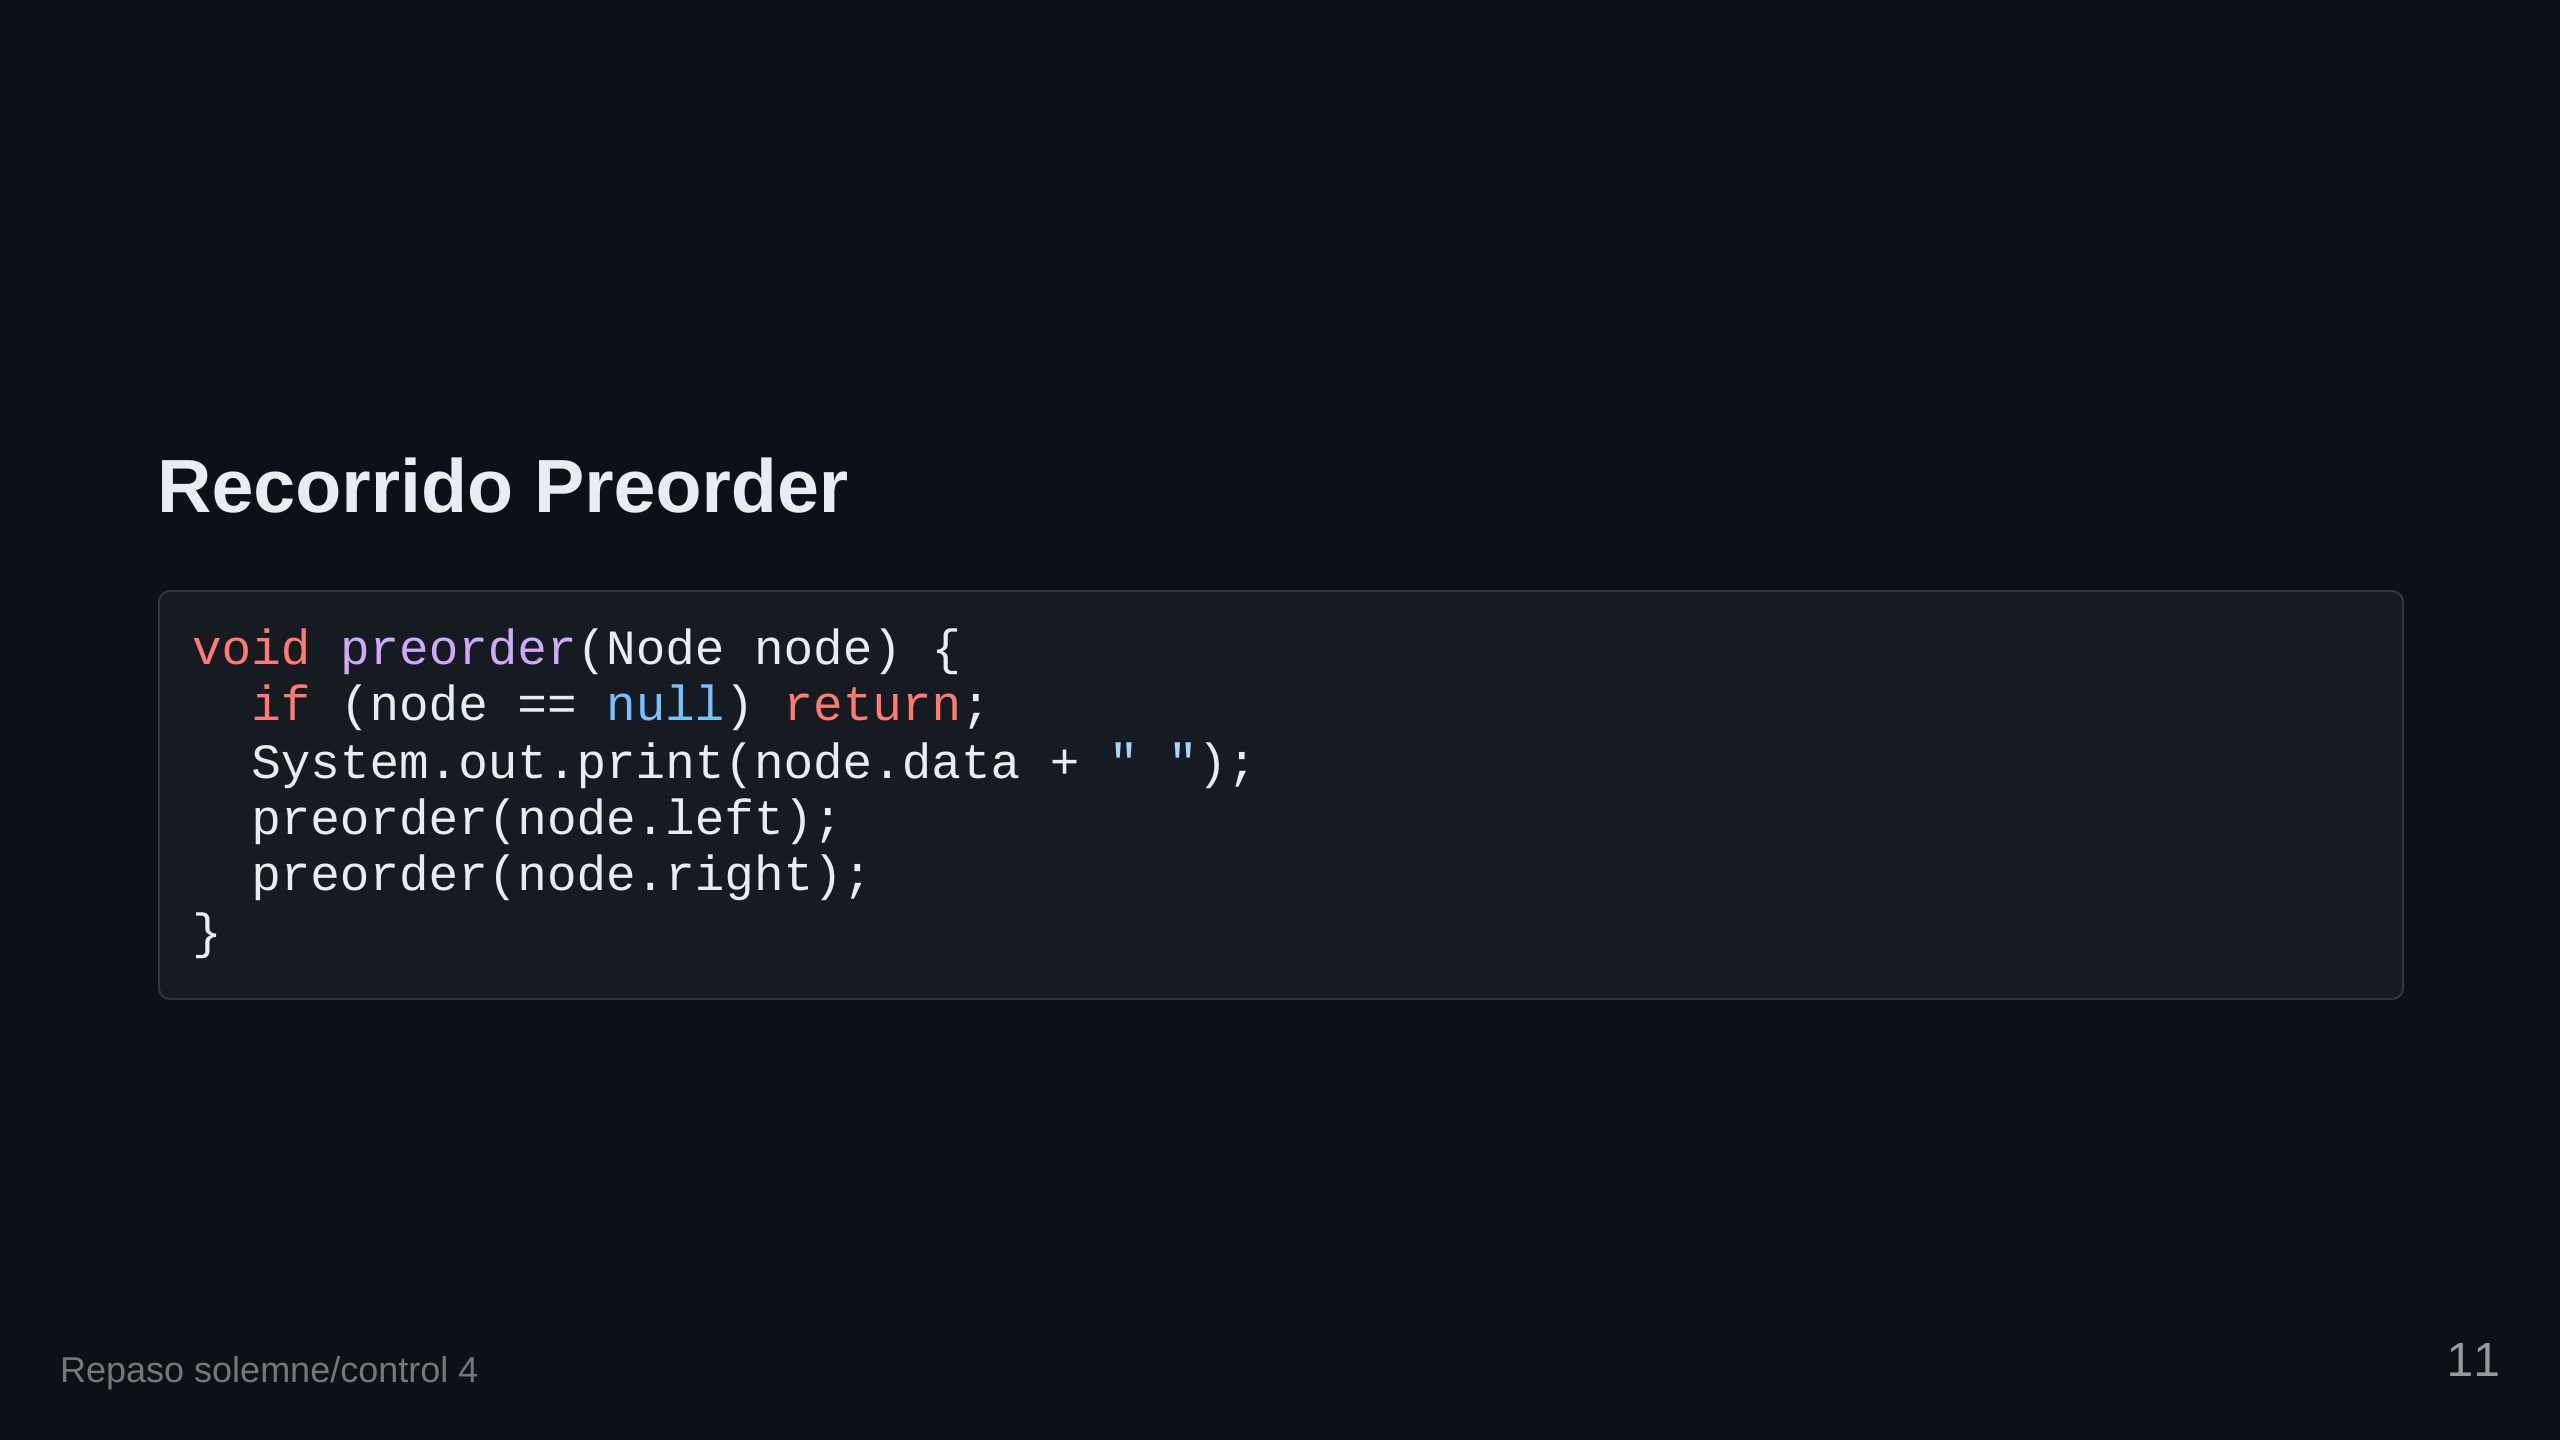 Recorrido Preorder
void preorder(Node node) {
  if (node == null) return;
  System.out.print(node.data + " ");
  preorder(node.left);
  preorder(node.right);
}
Repaso solemne/control 4
11